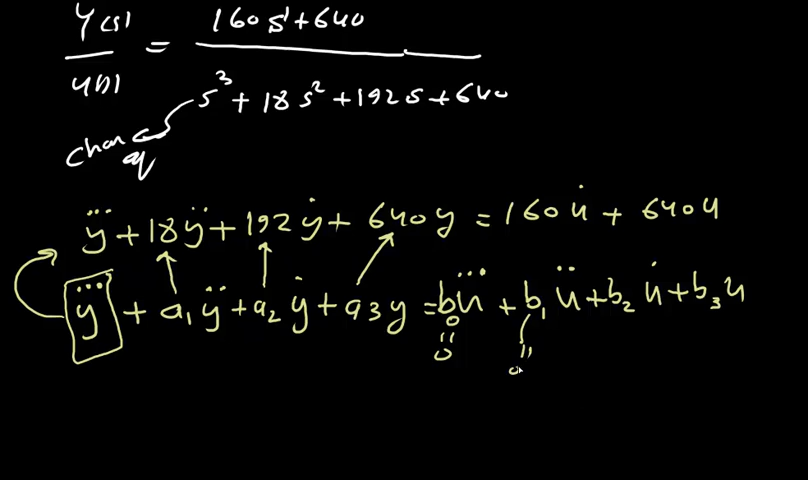 Y(s) / U(s) = 160s¹+640 / s³ + 18s² + 192s + 640
char eq
y⃛ + 18ÿ + 192ẏ + 640y = 160u̇ + 640u
y⃛ + a₁ÿ + a₂ẏ + a3y = b₀u⃛ + b₁ü + b₂u̇ + b₃u
" "
0 0